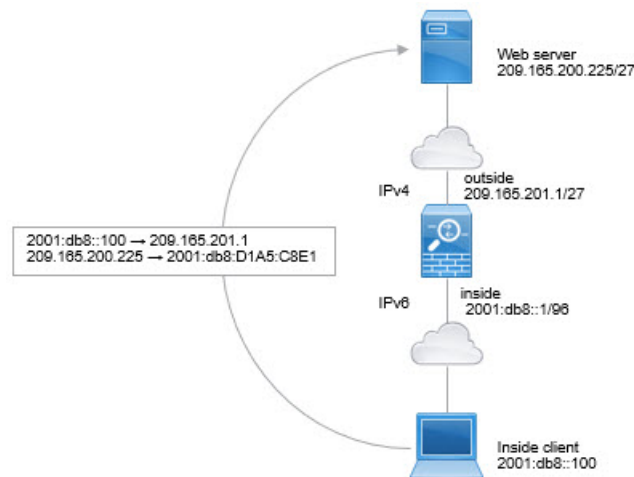 Web server
209.165.200.225/27
outside
209.165.201.1/27
IPv4
2001:db8::100 → 209.165.201.1
209.165.200.225 → 2001:db8:D1A5:C8E1
IPv6
inside
2001:db8::1/96
Inside client
2001:db8::100